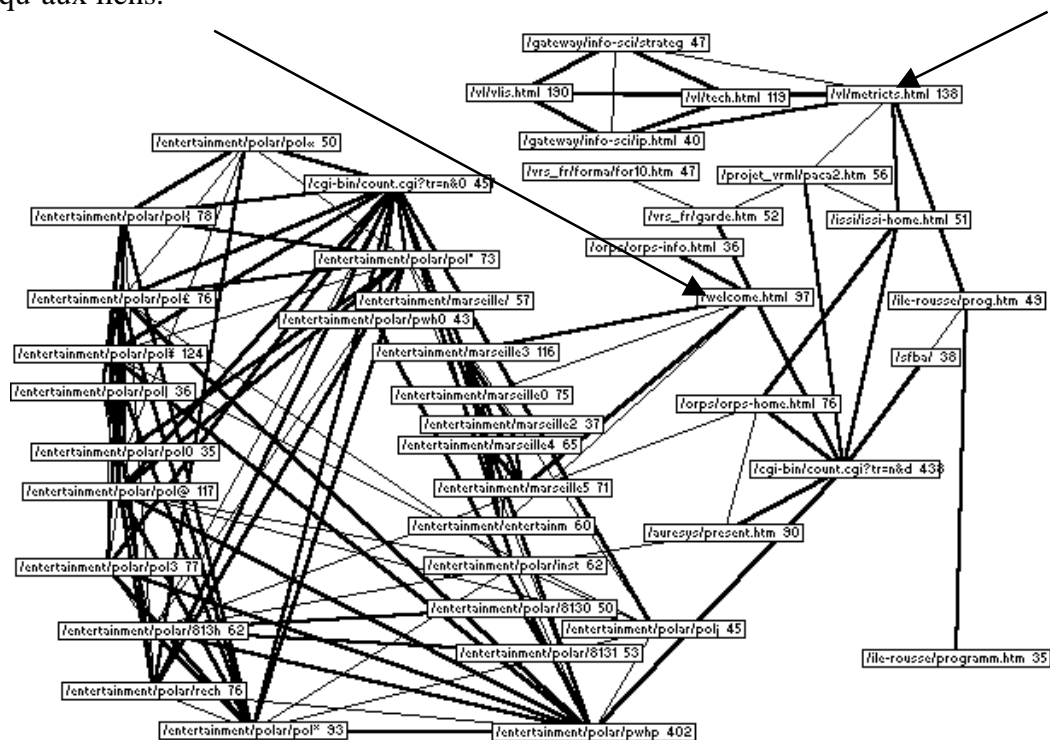 qu'aux liens.
/gateway/info-sci/strateg 47
/vl/vlis.html 190
/vl/tech.html 119
/vl/metricts.html 138
/gateway/info-sci/ip.html 40
/entertainment/polar/pol« 50
/vrs_fr/forma/for10.htm 47
/projet_vrml/paca2.htm 56
/cgi-bin/count.cgi?tr=n&0 45
/entertainment/polar/pol{ 78
/vrs_fr/garde.htm 52
/issi/issi-home.html 51
/orps/orps-info.html 36
/entertainment/polar/pol" 73
/entertainment/polar/pol£ 76
/entertainment/marseille/ 57
/welcome.html 97
/ile-rousse/prog.htm 49
/entertainment/polar/pwh0 43
/entertainment/polar/pol¥ 124
/entertainment/marseille3 116
/sfba/ 38
/entertainment/polar/pol| 36
/entertainment/marseille0 75
/orps/orps-home.html 76
/entertainment/marseille2 37
/entertainment/polar/pol0 35
/entertainment/marseille4 65
/cgi-bin/count.cgi?tr=n&d 438
/entertainment/polar/pol@ 117
/entertainment/marseille5 71
/entertainment/entertainm 60
/auresys/present.htm 90
/entertainment/polar/pol3 77
/entertainment/polar/inst 62
/entertainment/polar/8130 50
/entertainment/polar/813h 62
/entertainment/polar/polj 45
/entertainment/polar/8131 53
/ile-rousse/programm.htm 35
/entertainment/polar/rech 76
/entertainment/polar/pol* 93
/entertainment/polar/pwhp 402